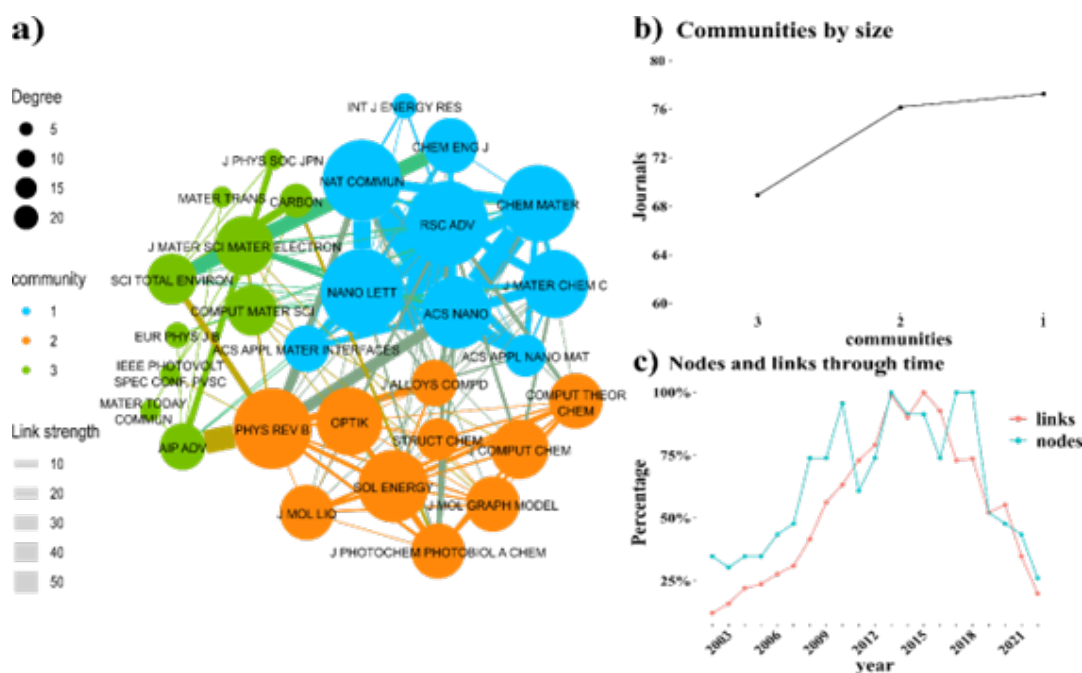 a)
Degree
5
10
15
20
community
1
2
3
Link strength
10
20
30
40
50
INT J ENERGY RES
CHEM ENG J
J PHYS SOC JPN
NAT COMMUN
MATER TRANS
CARBON
CHEM MATER
RSC ADV
J MATER SCI MATER ELECTRON
SCI TOTAL ENVIRON
NANO LETT
J MATER CHEM C
COMPUT MATER SCI
ACS NANO
EUR PHYS J B
ACS APPL MATER INTERFACES
ACS APPL NANO MAT
IEEE PHOTOVOLT
SPEC CONF, PVSC
J ALLOYS COMPD
COMPUT THEOR
CHEM
MATER TODAY
COMMUN
PHYS REV B
OPTIK
STRUCT CHEM
AIP ADV
J COMPUT CHEM
SOL ENERGY
J MOL LIQ
J MOL GRAPH MODEL
J PHOTOCHEM PHOTOBIOL A CHEM
b) Communities by size
80
76
72
68
64
60
Journals
3
2
1
communities
c) Nodes and links through time
100%
75%
50%
25%
Percentage
2003
2006
2009
2012
2015
2018
2021
year
links
nodes